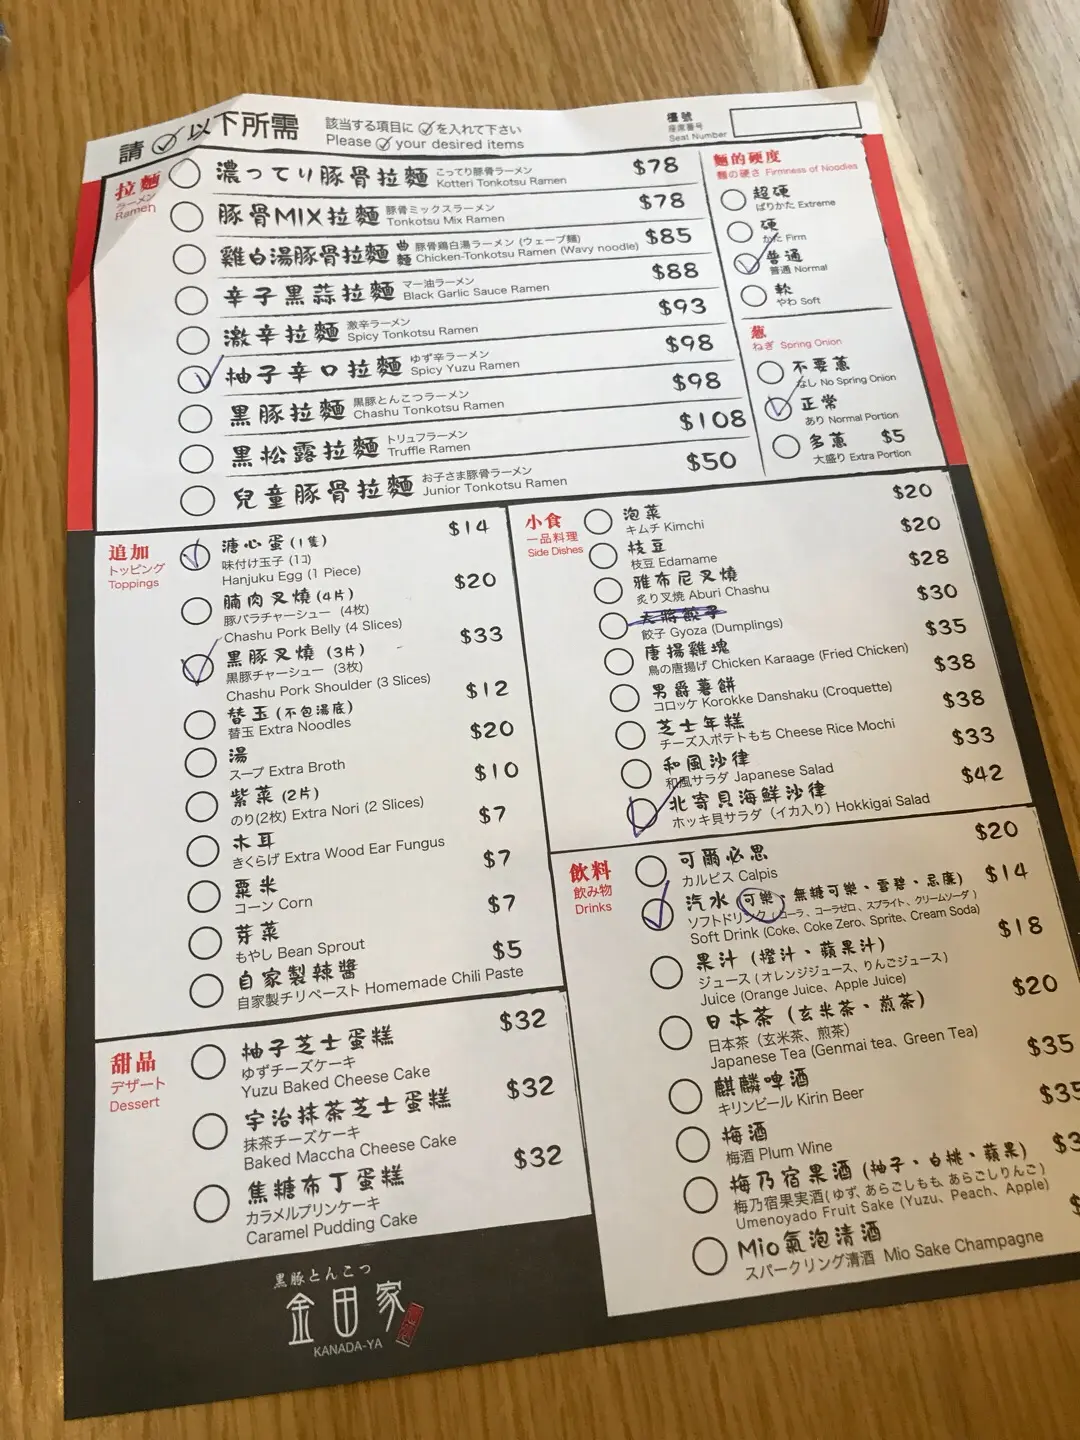 請 以下所需
該当する項目に を入れて下さい
Please your desired items
檯號
座席番号
Seat Number
拉麵
ラーメン
Ramen
濃ってり豚骨拉麵 こってり豚骨ラーメン $78
Kotteri Tonkotsu Ramen
豚骨MIX拉麵 豚骨ミックスラーメン $78
Tonkotsu Mix Ramen
雞白湯豚骨拉麵 曲麵 豚骨鶏白湯ラーメン (ウェーブ麵) $85
Chicken-Tonkotsu Ramen (Wavy noodle)
辛子黑蒜拉麵 マー油ラーメン $88
Black Garlic Sauce Ramen
激辛拉麵 激辛ラーメン $93
Spicy Tonkotsu Ramen
柚子辛口拉麵 ゆず辛ラーメン $98
Spicy Yuzu Ramen
黑豚拉麵 黒豚とんこつラーメン $98
Chashu Tonkotsu Ramen
黑松露拉麵 トリュフラーメン $108
Truffle Ramen
兒童豚骨拉麵 お子さま豚骨ラーメン $50
Junior Tonkotsu Ramen
麵的硬度
麵の硬さ Firmness of Noodles
超硬
ばりかた Extreme
硬
かた Firm
普通
普通 Normal
軟
やわ Soft
葱
ねぎ Spring Onion
不要蔥
なし No Spring Onion
正常
あり Normal Portion
多蔥 $5
大盛り Extra Portion
追加
トッピング
Toppings
溏心蛋 (1隻) $14
味付け玉子 (1コ)
Hanjuku Egg (1 Piece)
腩肉叉燒 (4片) $20
豚バラチャーシュー (4枚)
Chashu Pork Belly (4 Slices)
黑豚叉燒 (3片) $33
黒豚チャーシュー (3枚)
Chashu Pork Shoulder (3 Slices)
替玉 (不包湯底) $12
替玉 Extra Noodles
湯 $20
スープ Extra Broth
紫菜 (2片) $10
のり(2枚) Extra Nori (2 Slices)
木耳 $7
きくらげ Extra Wood Ear Fungus
粟米 $7
コーン Corn
芽菜 $7
もやし Bean Sprout
自家製辣醬 $5
自家製チリペースト Homemade Chili Paste
小食
一品料理
Side Dishes
泡菜 $20
キムチ Kimchi
枝豆 $20
枝豆 Edamame
雅布尼叉燒 $28
炙り叉焼 Aburi Chashu
大將餃子 $30
餃子 Gyoza (Dumplings)
唐揚雞塊 $35
鳥の唐揚げ Chicken Karaage (Fried Chicken)
男爵薯餅 $38
コロッケ Korokke Danshaku (Croquette)
芝士年糕 $38
チーズ入ポテトもち Cheese Rice Mochi
和風沙律 $33
和風サラダ Japanese Salad
北寄貝海鮮沙律 $42
ホッキ貝サラダ (イカ入り) Hokkigai Salad
飲料
飲み物
Drinks
可爾必思 $20
カルピス Calpis
汽水 (可樂、無糖可樂、雪碧、忌廉) $14
ソフトドリンク (コーラ、コーラゼロ、スプライト、クリームソーダ)
Soft Drink (Coke, Coke Zero, Sprite, Cream Soda)
果汁 (橙汁、蘋果汁) $18
ジュース (オレンジジュース、りんごジュース)
Juice (Orange Juice, Apple Juice)
日本茶 (玄米茶、煎茶) $20
日本茶 (玄米茶、煎茶)
Japanese Tea (Genmai tea、Green Tea)
麒麟啤酒 $35
キリンビール Kirin Beer
梅酒 $35
梅酒 Plum Wine
梅乃宿果酒 (柚子、白桃、蘋果) $3
梅乃宿果実酒(ゆず、あらごしもも、あらごしりんご)
Umenoyado Fruit Sake (Yuzu、Peach、Apple)
Mio氣泡清酒 $
スパークリング清酒 Mio Sake Champagne
甜品
デザート
Dessert
柚子芝士蛋糕 $32
ゆずチーズケーキ
Yuzu Baked Cheese Cake
宇治抹茶芝士蛋糕 $32
抹茶チーズケーキ
Baked Maccha Cheese Cake
焦糖布丁蛋糕 $32
カラメルプリンケーキ
Caramel Pudding Cake
黒豚とんこつ
金田家
KANADA-YA